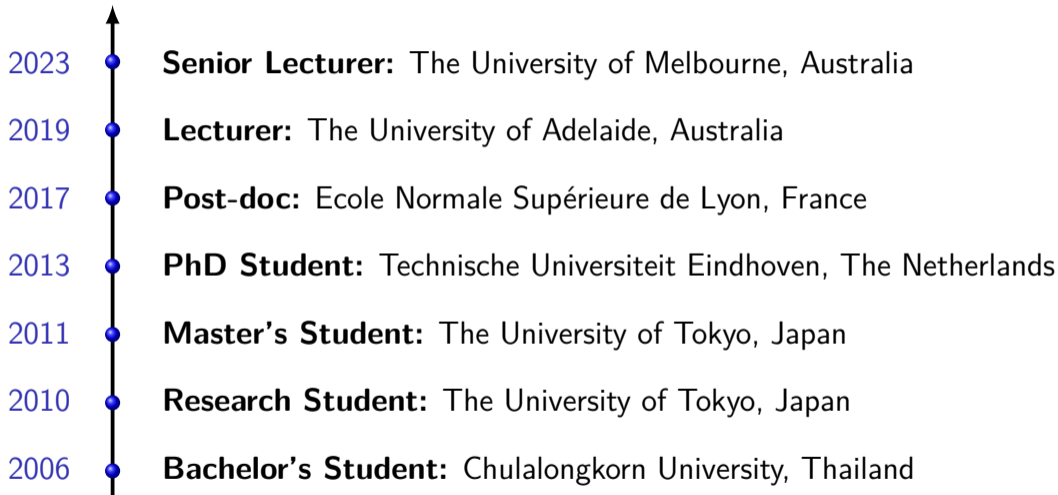 2023 Senior Lecturer: The University of Melbourne, Australia
2019 Lecturer: The University of Adelaide, Australia
2017 Post-doc: Ecole Normale Supérieure de Lyon, France
2013 PhD Student: Technische Universiteit Eindhoven, The Netherlands
2011 Master's Student: The University of Tokyo, Japan
2010 Research Student: The University of Tokyo, Japan
2006 Bachelor's Student: Chulalongkorn University, Thailand